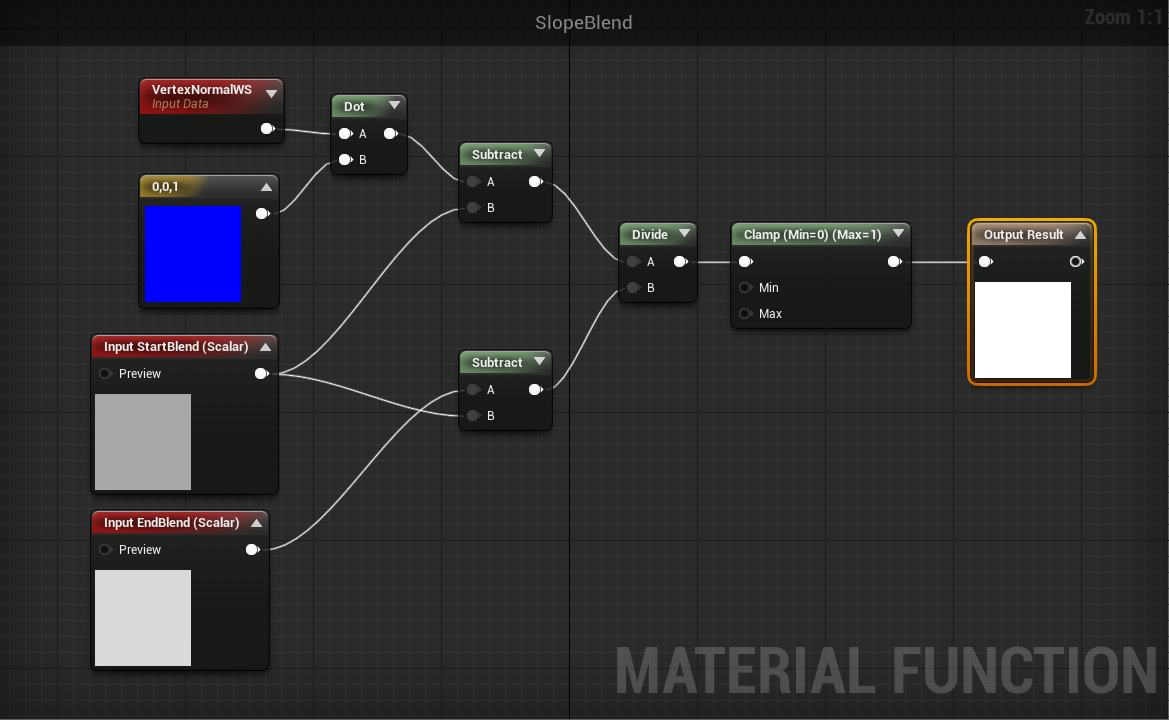 SlopeBlend
Zoom 1:1
VertexNormalWS
Input Data
Dot
A
B
0,0,1
Subtract
A
B
Divide
A
B
Clamp (Min=0) (Max=1)
Min
Max
Output Result
Input StartBlend (Scalar)
Preview
Subtract
A
B
Input EndBlend (Scalar)
Preview
MATERIAL FUNCTION